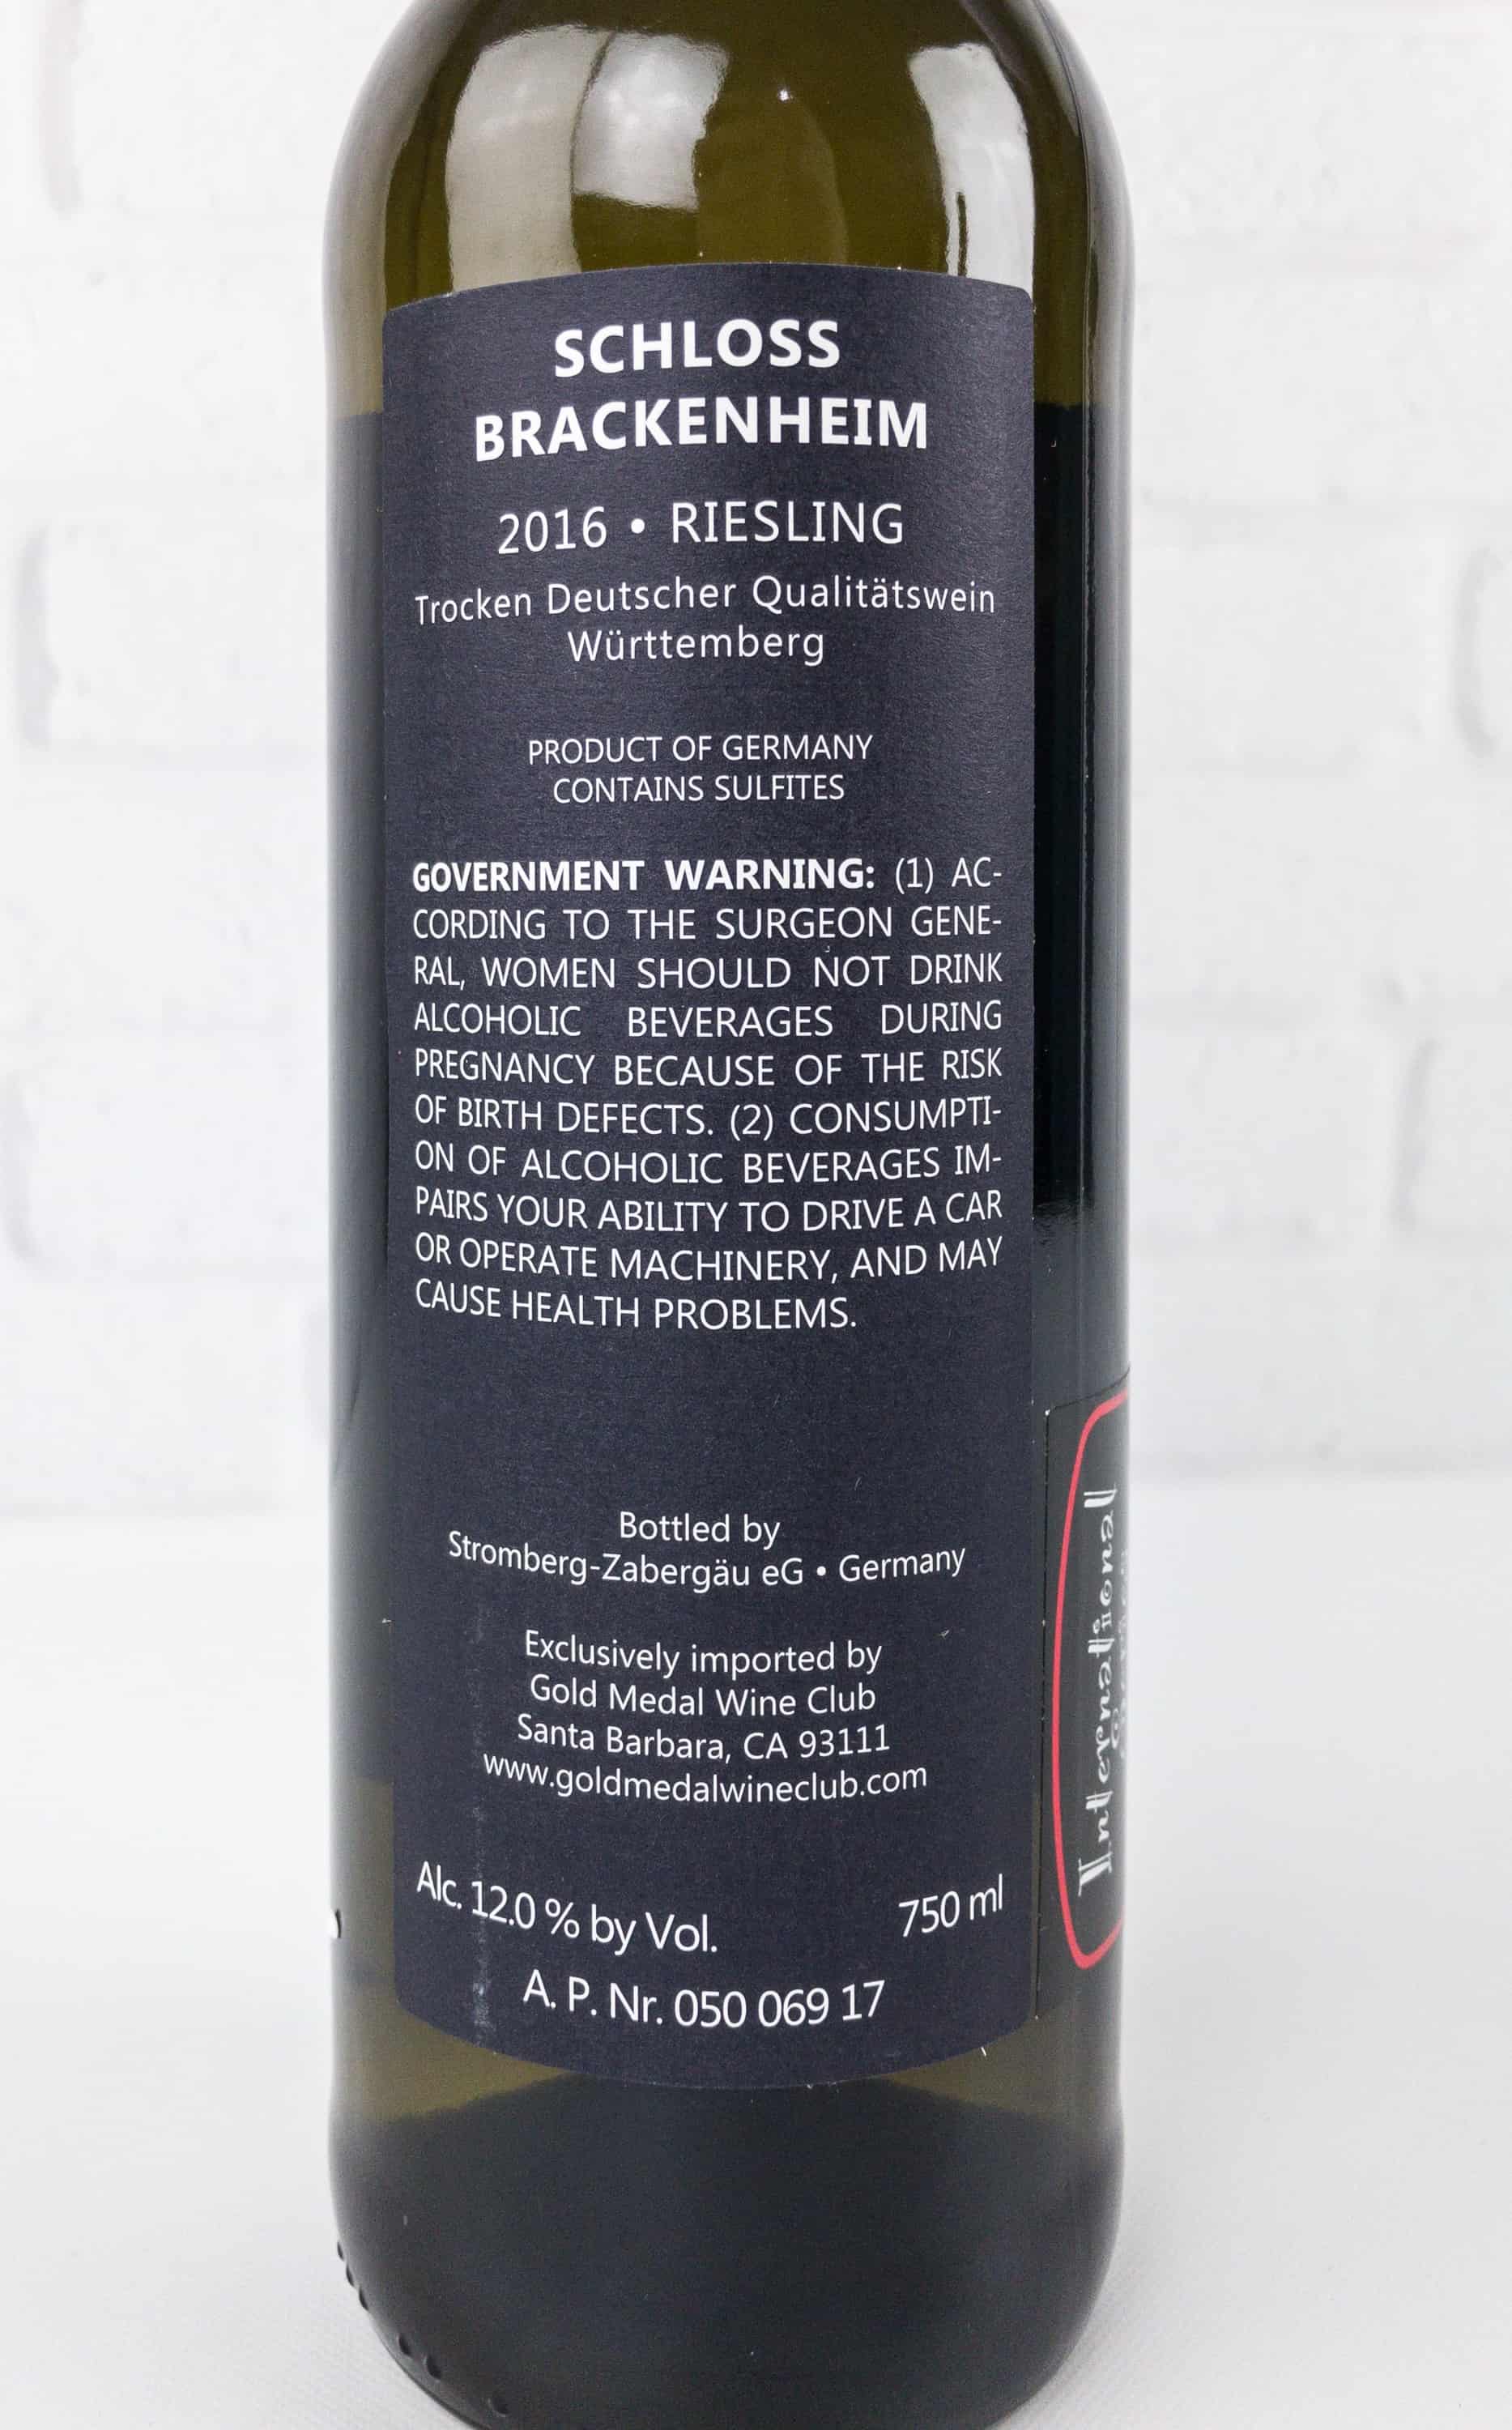 SCHLOSS
BRACKENHEIM
2016 • RIESLING
Trocken Deutscher Qualitätswein
Württemberg
PRODUCT OF GERMANY
CONTAINS SULFITES
GOVERNMENT WARNING: (1) AC-
CORDING TO THE SURGEON GENE-
RAL, WOMEN SHOULD NOT DRINK
ALCOHOLIC BEVERAGES DURING
PREGNANCY BECAUSE OF THE RISK
OF BIRTH DEFECTS. (2) CONSUMPTI-
ON OF ALCOHOLIC BEVERAGES IM-
PAIRS YOUR ABILITY TO DRIVE A CAR
OR OPERATE MACHINERY, AND MAY
CAUSE HEALTH PROBLEMS.
Bottled by
Stromberg-Zabergäu eG • Germany
Exclusively imported by
Gold Medal Wine Club
Santa Barbara, CA 93111
www.goldmedalwineclub.com
Alc. 12.0 % by Vol. 750 ml
A. P. Nr. 050 069 17